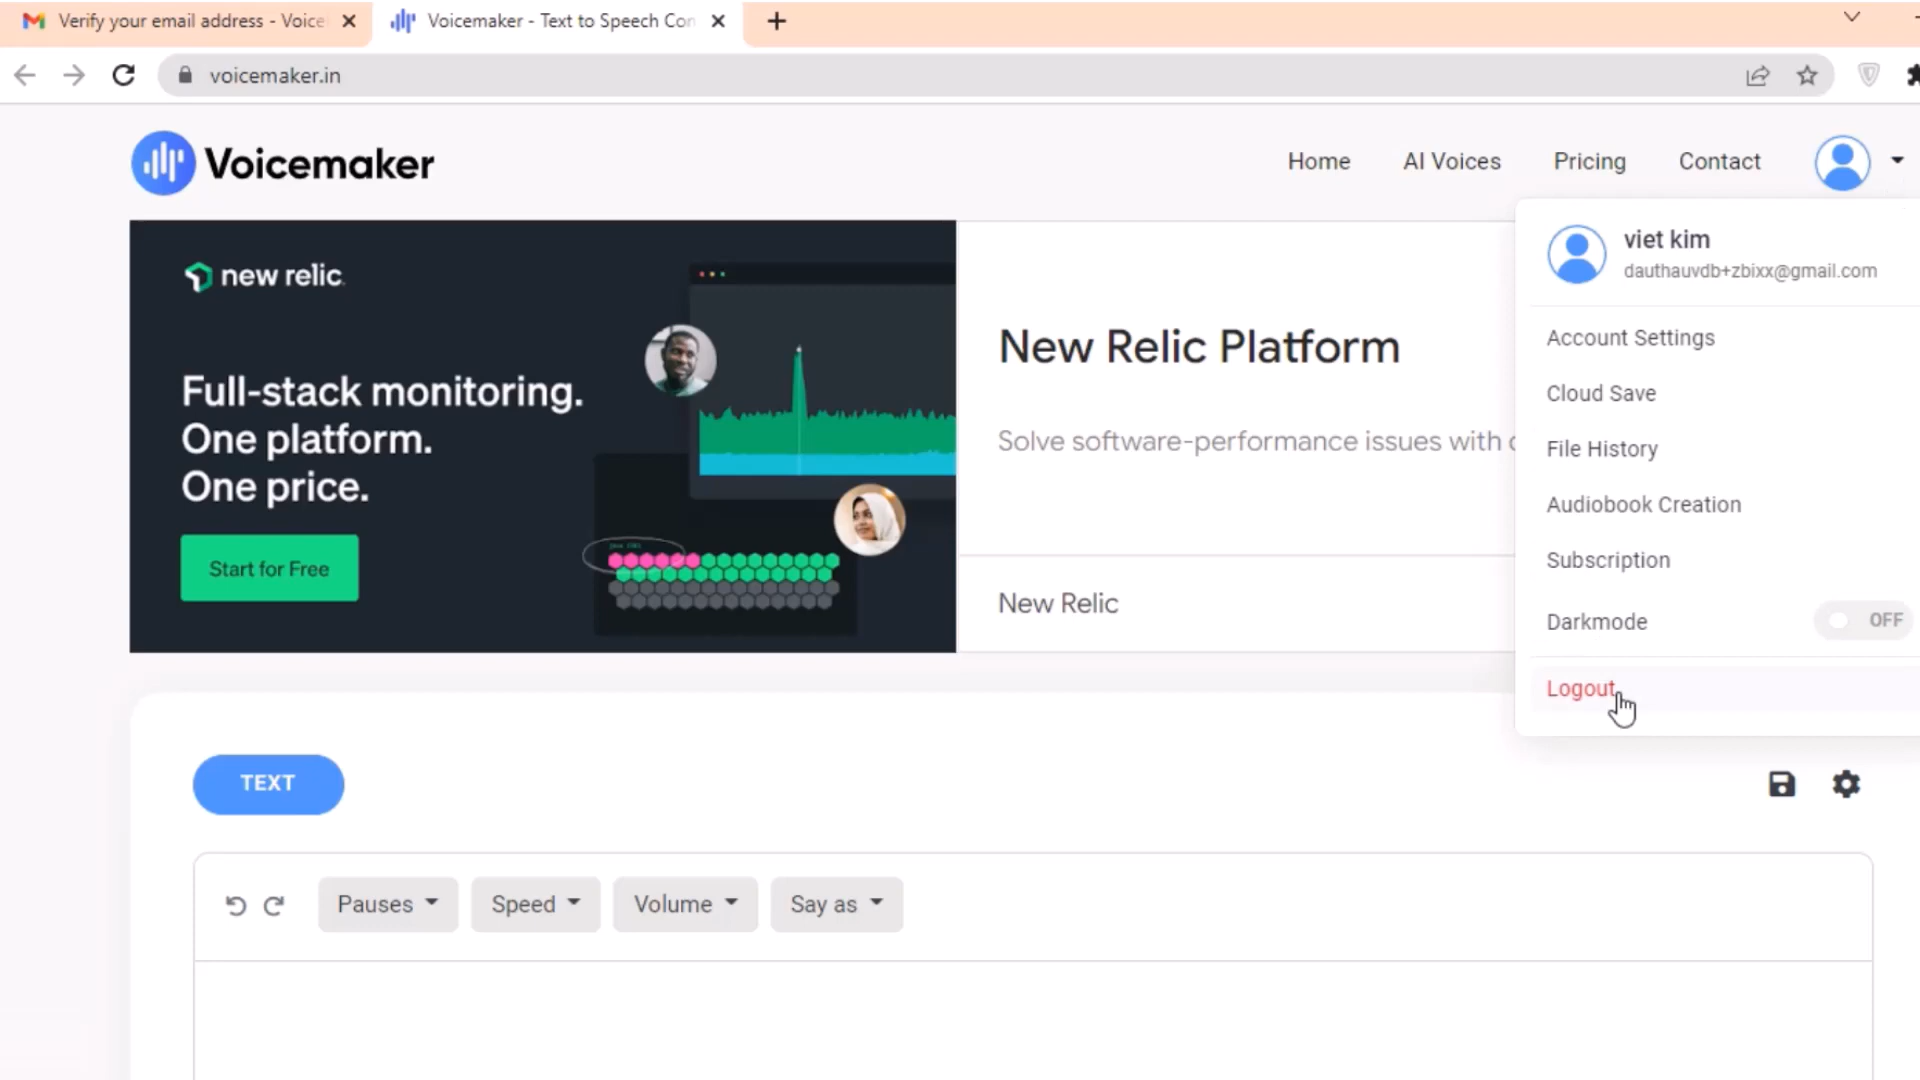 Verify your email address - Voice
Voicemaker - Text to Speech Con
voicemaker.in
Voicemaker
Home
AI Voices
Pricing
Contact
new relic
Full-stack monitoring.
One platform.
One price.
Start for Free
New Relic Platform
Solve software-performance issues with
New Relic
viet kim
dauthauvdb+zbixx@gmail.com
Account Settings
Cloud Save
File History
Audiobook Creation
Subscription
Darkmode
OFF
Logout
TEXT
Pauses
Speed
Volume
Say as